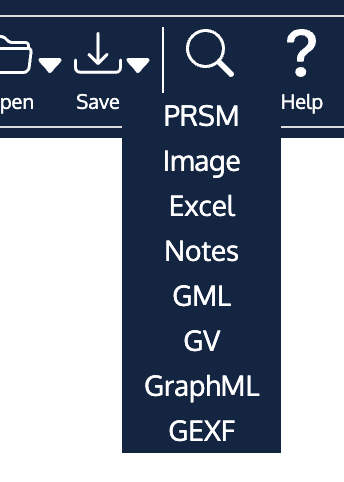 pen
Save
Help
PRSM
Image
Excel
Notes
GML
GV
GraphML
GEXF